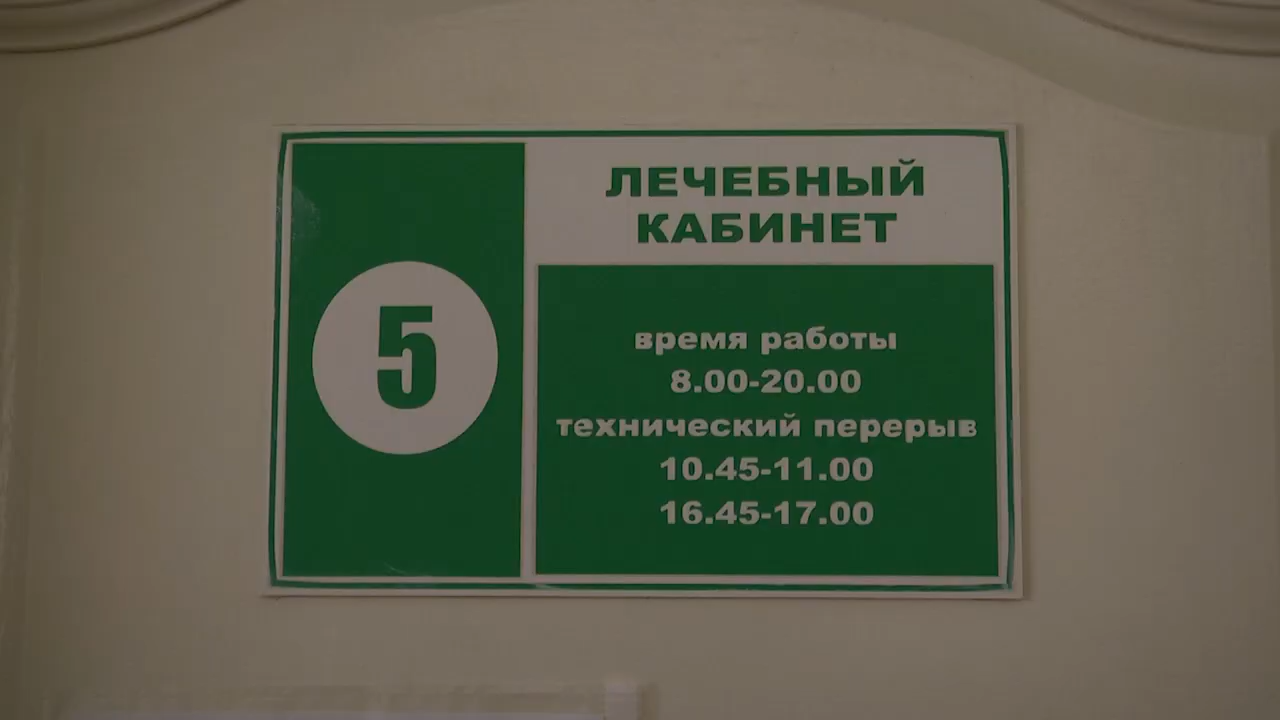 5
ЛЕЧЕБНЫЙ
КАБИНЕТ
время работы
8.00-20.00
технический перерыв
10.45-11.00
16.45-17.00